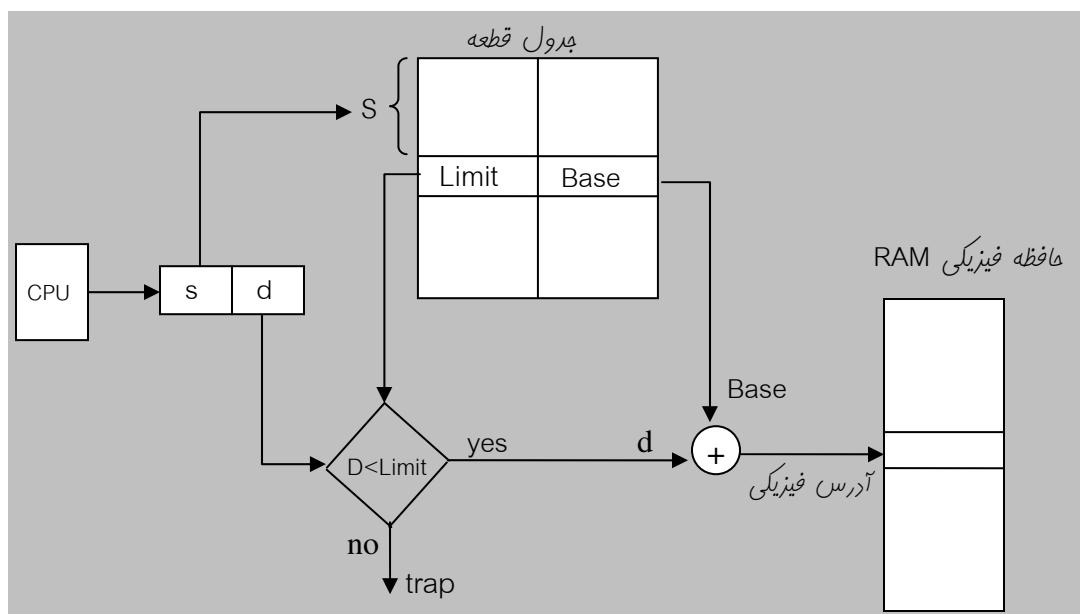 جدول قطعه
S
Limit
Base
حافظه فیزیکی RAM
CPU
s
d
Base
D<Limit
yes
d
+
آدرس فیزیکی
no
trap